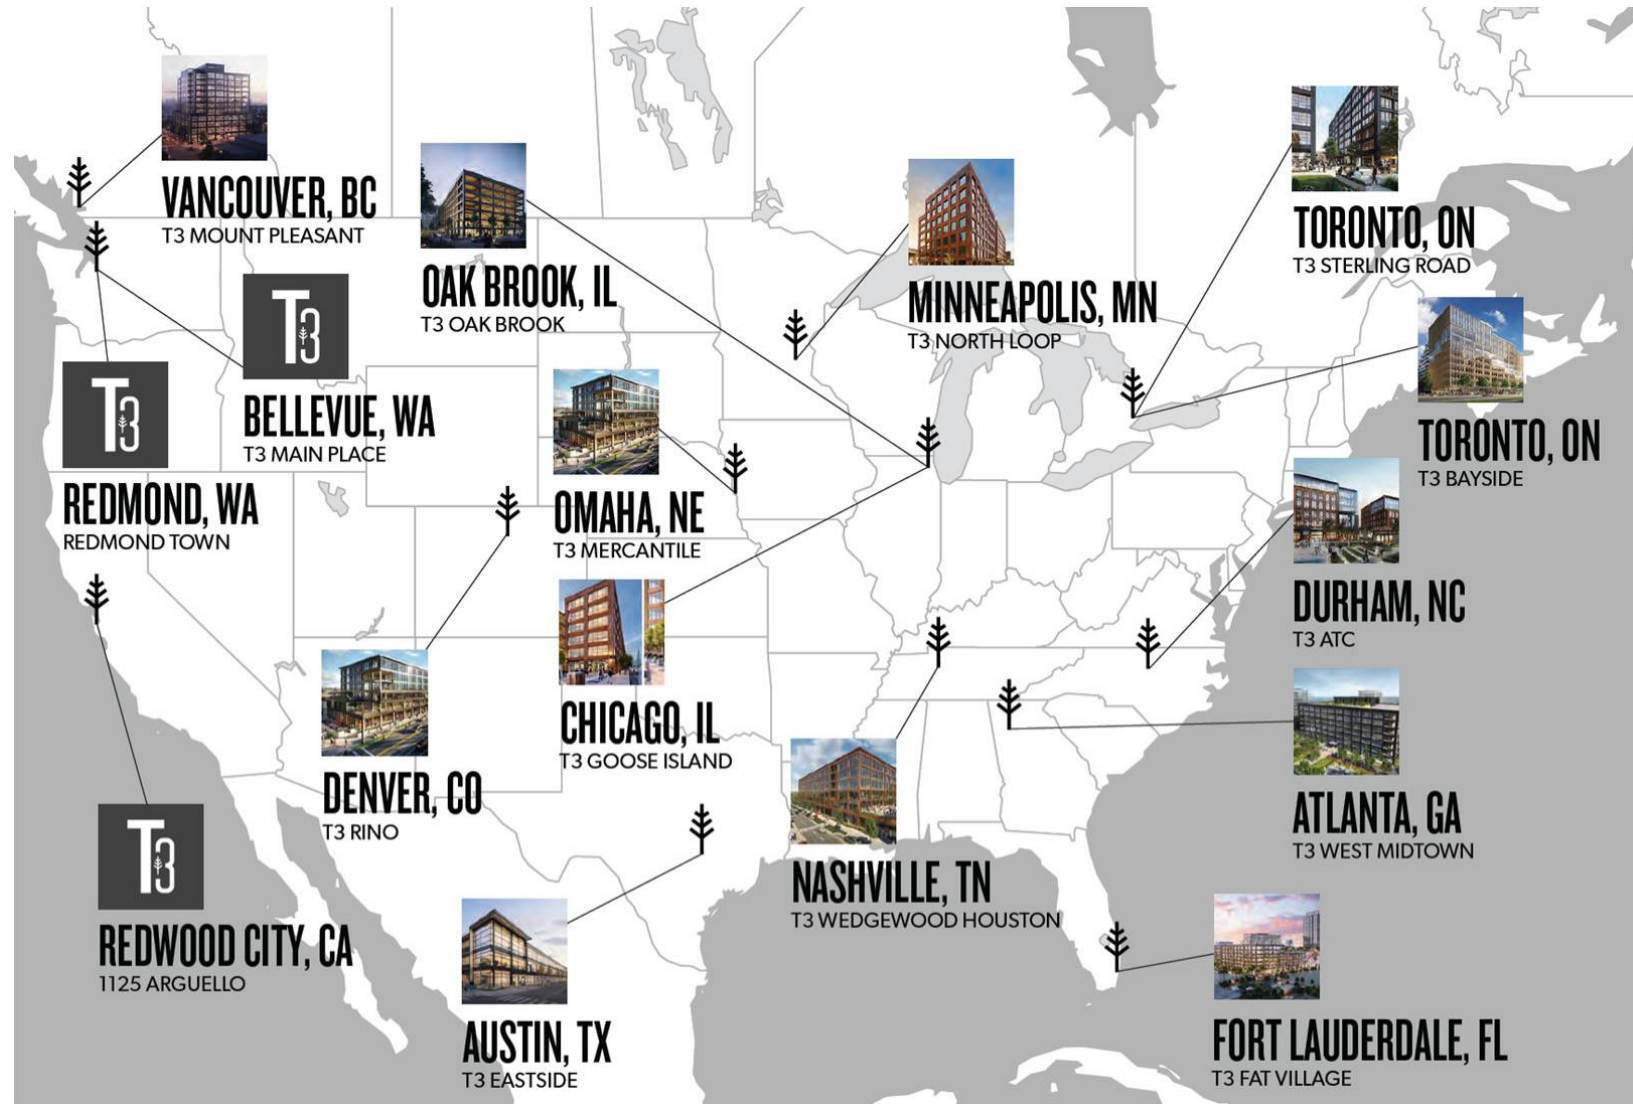 VANCOUVER, BC
T3 MOUNT PLEASANT
OAK BROOK, IL
T3 OAK BROOK
MINNEAPOLIS, MN
T3 NORTH LOOP
TORONTO, ON
T3 STERLING ROAD
T3
BELLEVUE, WA
T3 MAIN PLACE
T3
REDMOND, WA
REDMOND TOWN
OMAHA, NE
T3 MERCANTILE
TORONTO, ON
T3 BAYSIDE
DURHAM, NC
T3 ATC
CHICAGO, IL
T3 GOOSE ISLAND
DENVER, CO
T3 RINO
ATLANTA, GA
T3 WEST MIDTOWN
NASHVILLE, TN
T3 WEDGEWOOD HOUSTON
T3
REDWOOD CITY, CA
1125 ARGUELLO
AUSTIN, TX
T3 EASTSIDE
FORT LAUDERDALE, FL
T3 FAT VILLAGE